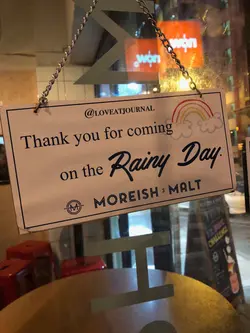 @LOVEATJOURNAL
Thank you for coming
on the Rainy Day.
MOREISH & MALT